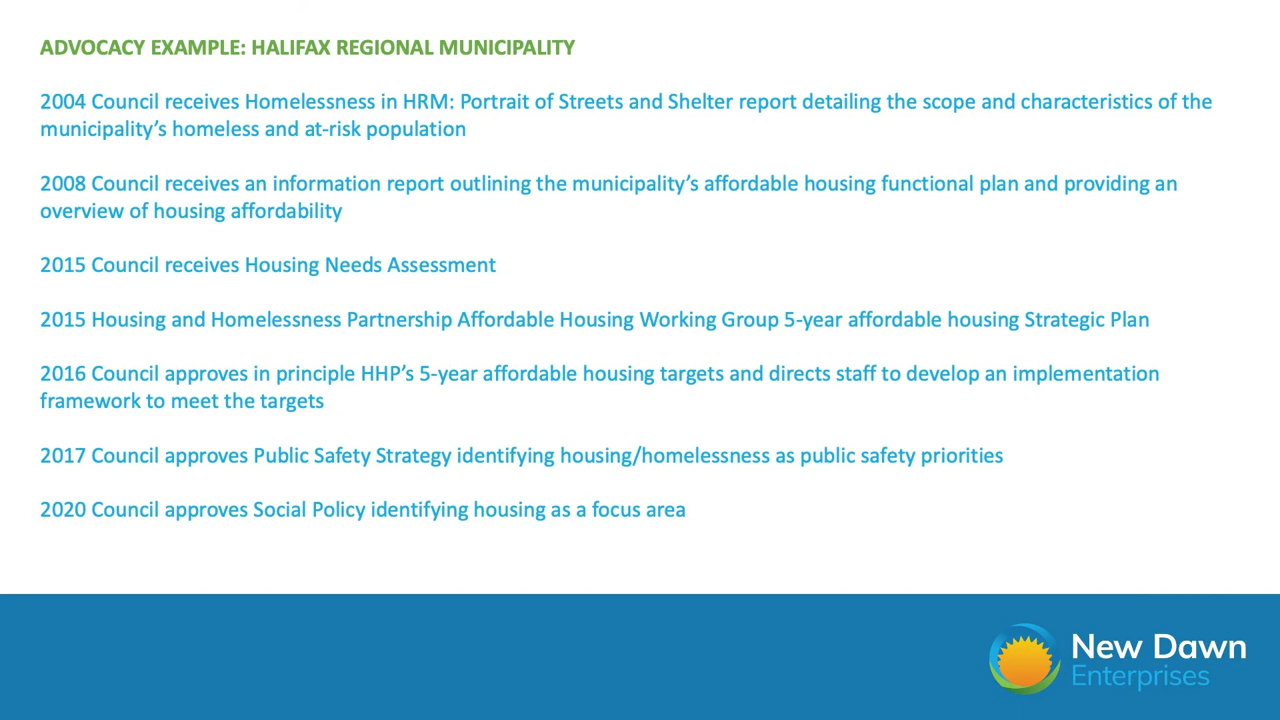 ADVOCACY EXAMPLE: HALIFAX REGIONAL MUNICIPALITY
2004 Council receives Homelessness in HRM: Portrait of Streets and Shelter report detailing the scope and characteristics of the
municipality’s homeless and at-risk population
2008 Council receives an information report outlining the municipality’s affordable housing functional plan and providing an
overview of housing affordability
2015 Council receives Housing Needs Assessment
2015 Housing and Homelessness Partnership Affordable Housing Working Group 5-year affordable housing Strategic Plan
2016 Council approves in principle HHP’s 5-year affordable housing targets and directs staff to develop an implementation
framework to meet the targets
2017 Council approves Public Safety Strategy identifying housing/homelessness as public safety priorities
2020 Council approves Social Policy identifying housing as a focus area
New Dawn
Enterprises